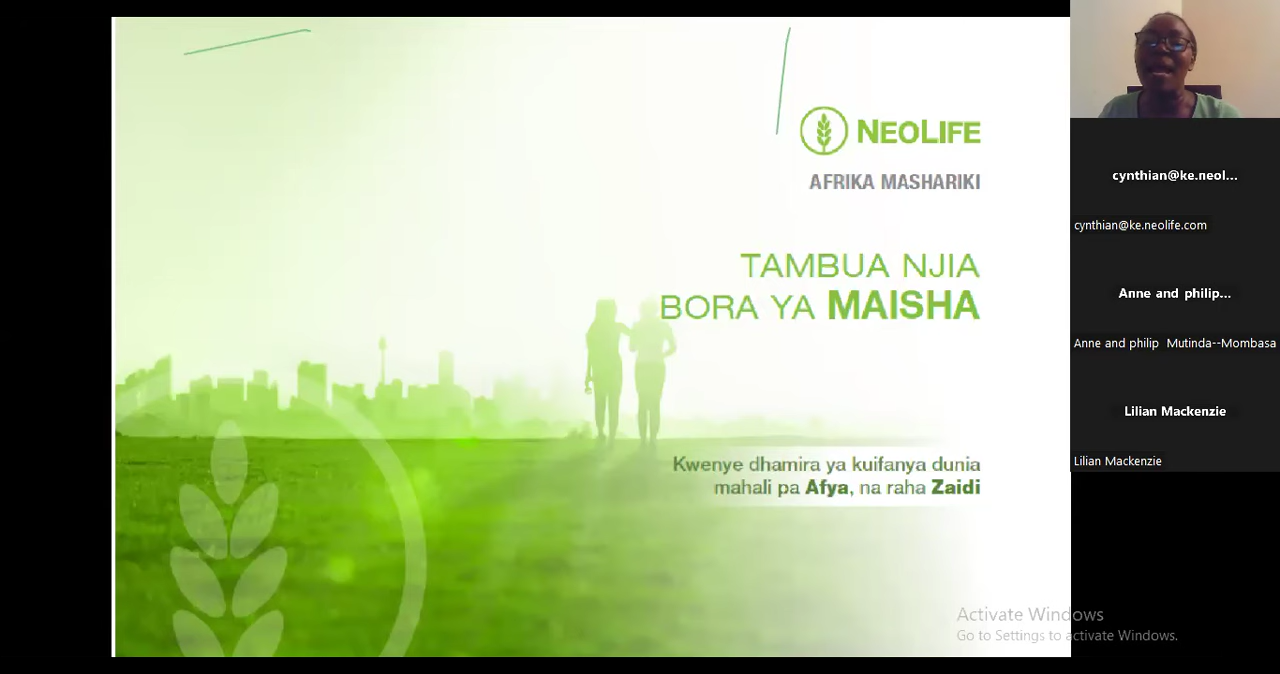 NEOLIFE
AFRIKA MASHARIKI
TAMBUA NJIA
BORA YA MAISHA
Kwenye dhamira ya kuifanya dunia
mahali pa Afya, na raha Zaidi
cynthian@ke.neol...
cynthian@ke.neolife.com
Anne and philip...
Anne and philip Mutinda--Mombasa
Lilian Mackenzie
Lilian Mackenzie
Activate Windows
Go to Settings to activate Windows.